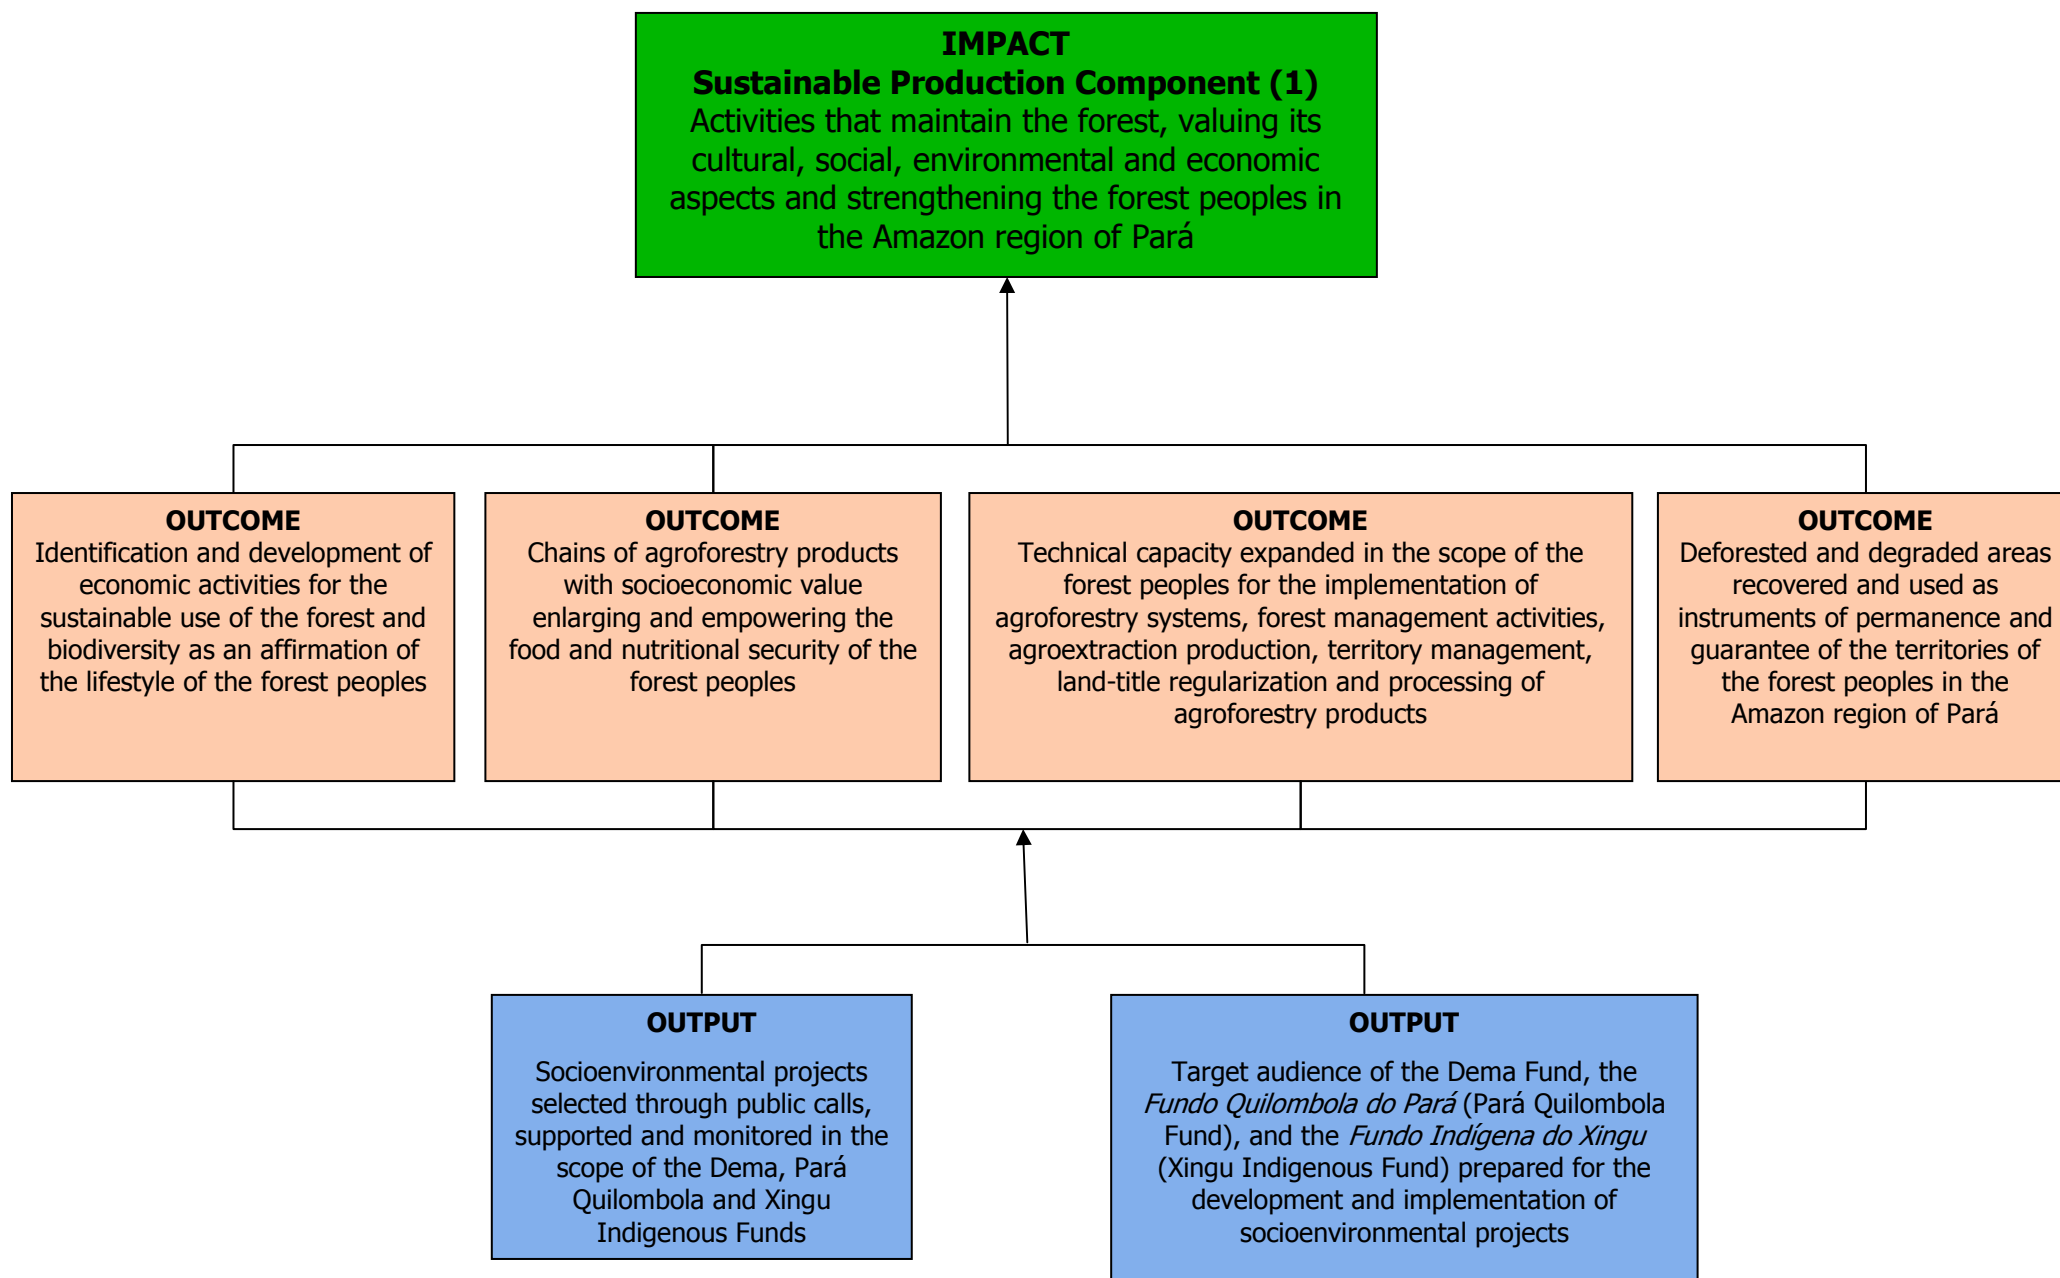 IMPACT
Sustainable Production Component (1)
Activities that maintain the forest, valuing its
cultural, social, environmental and economic
aspects and strengthening the forest peoples in
the Amazon region of Pará
OUTCOME
Identification and development of
economic activities for the
sustainable use of the forest and
biodiversity as an affirmation of
the lifestyle of the forest peoples
OUTCOME
Chains of agroforestry products
with socioeconomic value
enlarging and empowering the
food and nutritional security of the
forest peoples
OUTCOME
Technical capacity expanded in the scope of the
forest peoples for the implementation of
agroforestry systems, forest management activities,
agroextraction production, territory management,
land-title regularization and processing of
agroforestry products
OUTCOME
Deforested and degraded areas
recovered and used as
instruments of permanence and
guarantee of the territories of
the forest peoples in the
Amazon region of Pará
OUTPUT
Socioenvironmental projects
selected through public calls,
supported and monitored in the
scope of the Dema, Pará
Quilombola and Xingu
Indigenous Funds
OUTPUT
Target audience of the Dema Fund, the
Fundo Quilombola do Pará (Pará Quilombola
Fund), and the Fundo Indígena do Xingu
(Xingu Indigenous Fund) prepared for the
development and implementation of
socioenvironmental projects